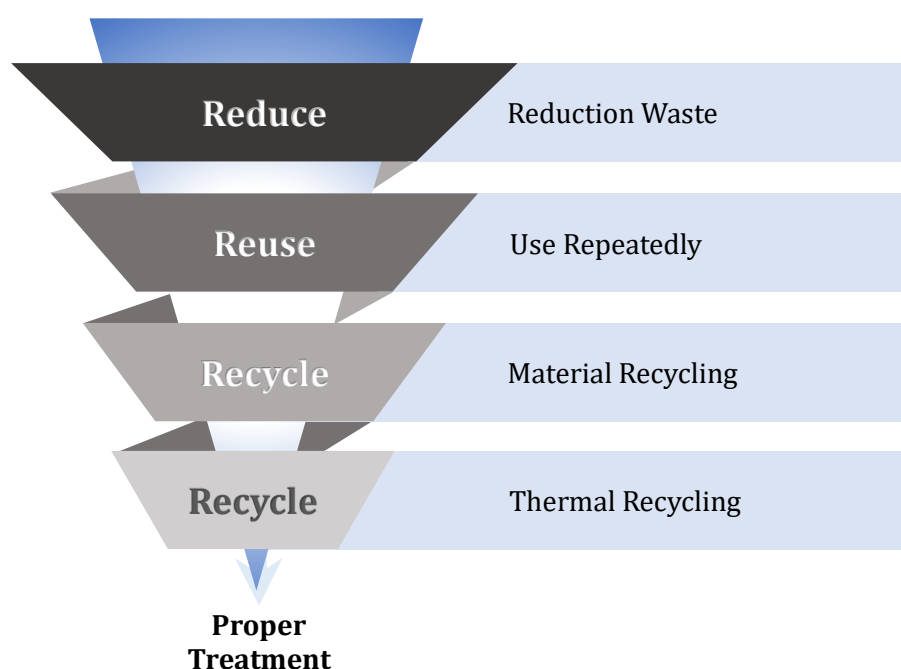 Reduce
Reduction Waste
Reuse
Use Repeatedly
Recycle
Material Recycling
Recycle
Thermal Recycling
Proper
Treatment